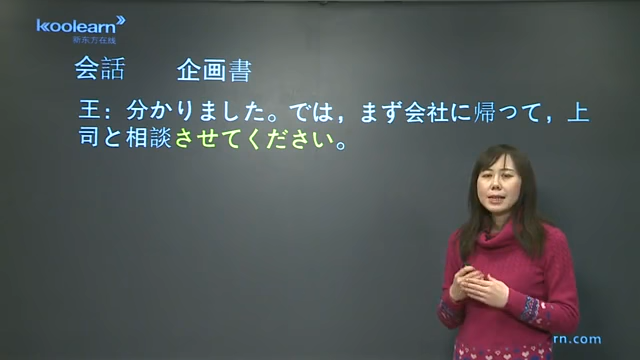 koolearn
新东方在线
会話 企画書
王：分かりました。では，まず会社に帰って，上
司と相談させてください。
rn.com